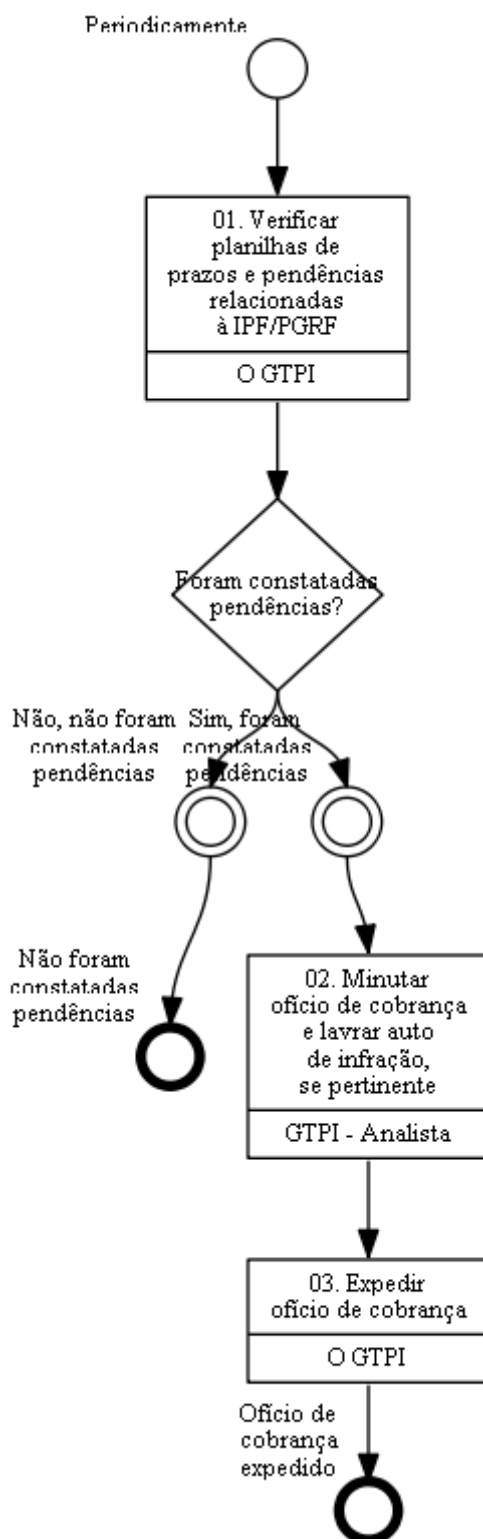 Periodicamente
01. Verificar
planilhas de
prazos e pendências
relacionadas
à IPF/PGRF
O GTPI
Foram constatadas
pendências?
Não, não foram
constatadas
pendências
Sim, foram
constatadas
pendências
Não foram
constatadas
pendências
02. Minutar
ofício de cobrança
e lavrar auto
de infração,
se pertinente
GTPI - Analista
03. Expedir
ofício de cobrança
O GTPI
Ofício de
cobrança
expedido